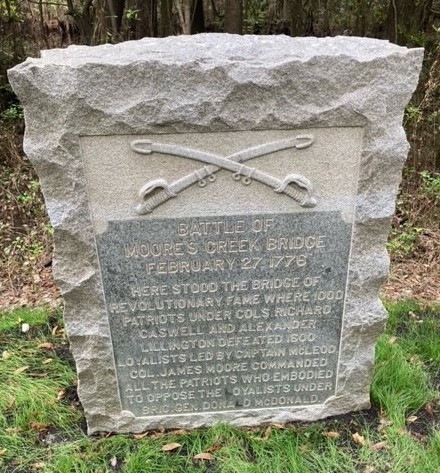 BATTLE OF
MOORE'S CREEK BRIDGE
FEBRUARY 27, 1776
HERE STOOD THE BRIDGE OF
REVOLUTIONARY FAME WHERE 1000
PATRIOTS UNDER COLS. RICHARD
CASWELL AND ALEXANDER
LILLINGTON DEFEATED 1600
LOYALISTS LED BY CAPTAIN McLEOD
COL. JAMES MOORE COMMANDED
ALL THE PATRIOTS WHO EMBODIED
TO OPPOSE THE LOYALISTS UNDER
BRIG. GEN. DONALD McDONALD.